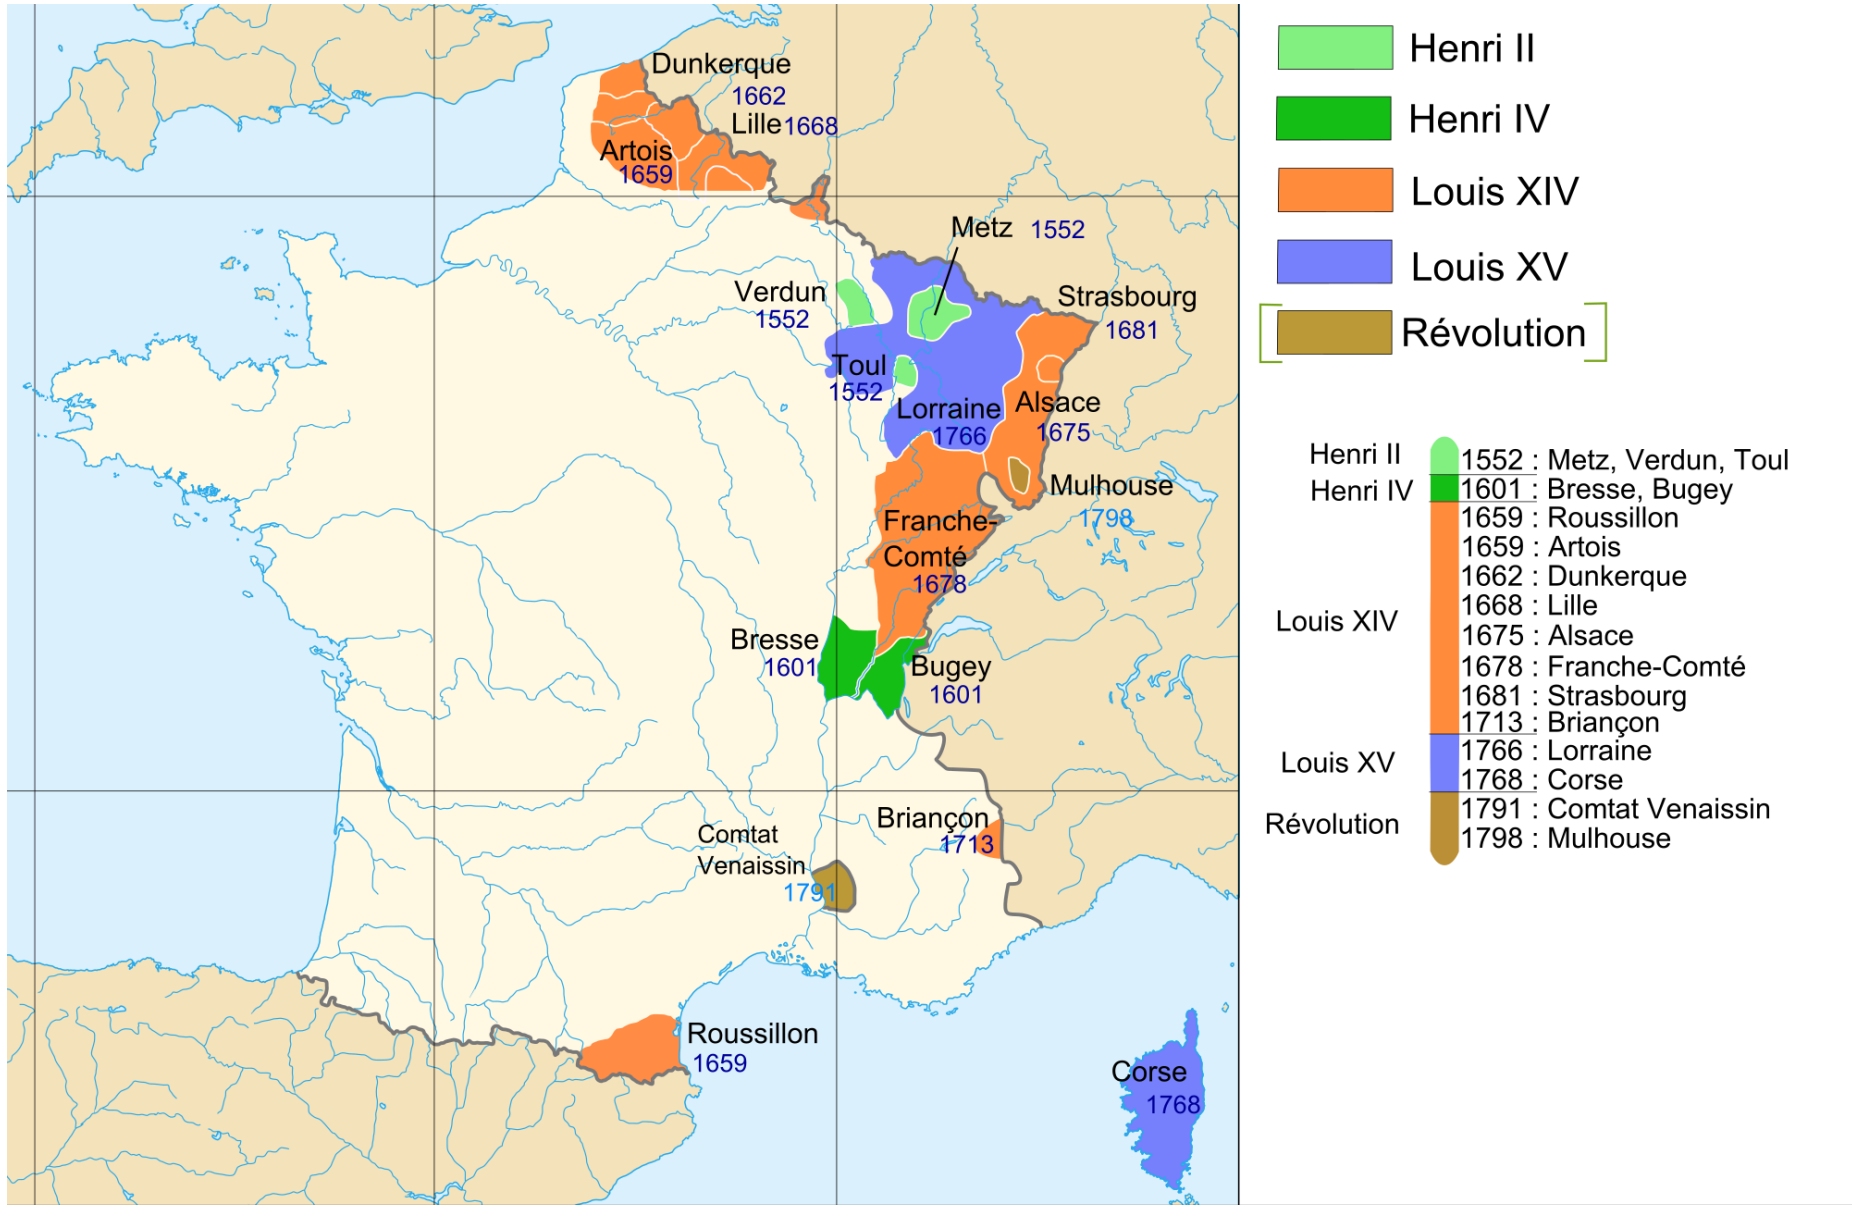 Dunkerque
1662
Lille 1668
Artois
1659
Metz 1552
Verdun
1552
Strasbourg
1681
Toul
1552
Lorraine
1766
Alsace
1675
Mulhouse
1798
Franche-
Comté
1678
Bresse
1601
Bugey
1601
Briançon
1713
Comtat
Venaissin
1791
Roussillon
1659
Corse
1768
Henri II
Henri IV
Louis XIV
Louis XV
Révolution
Henri II
1552 : Metz, Verdun, Toul
Henri IV
1601 : Bresse, Bugey
1659 : Roussillon
1659 : Artois
1662 : Dunkerque
1668 : Lille
Louis XIV
1675 : Alsace
1678 : Franche-Comté
1681 : Strasbourg
1713 : Briançon
1766 : Lorraine
Louis XV
1768 : Corse
1791 : Comtat Venaissin
Révolution
1798 : Mulhouse